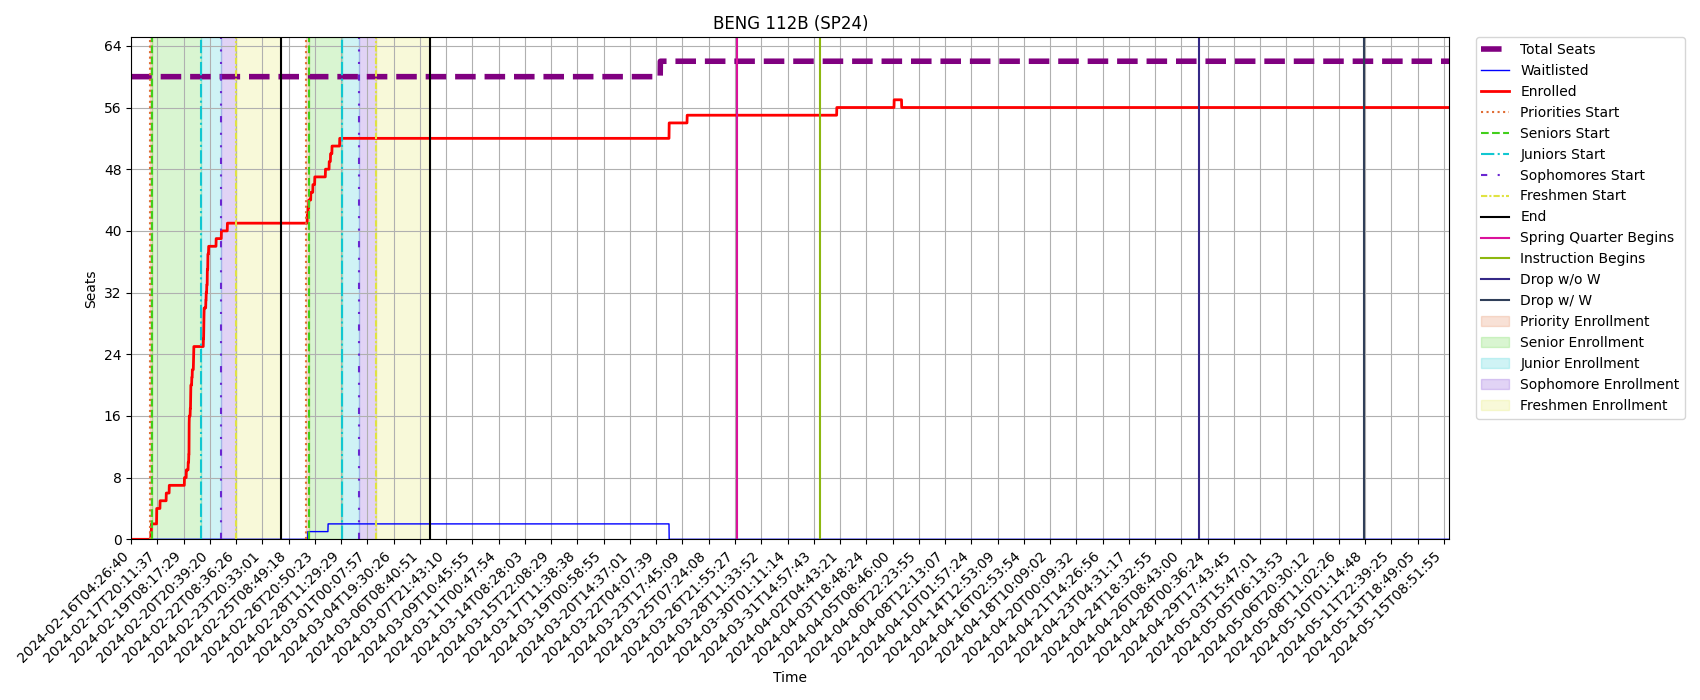 BENG 112B (SP24)
Seats
64
56
48
40
32
24
16
8
0
2024-02-16T04:26:40
2024-02-17T20:11:37
2024-02-19T08:17:29
2024-02-20T20:39:20
2024-02-22T08:36:26
2024-02-23T20:33:01
2024-02-25T08:49:18
2024-02-26T20:50:23
2024-02-28T11:29:29
2024-03-01T00:07:57
2024-03-04T19:30:26
2024-03-06T08:40:51
2024-03-07T21:43:10
2024-03-09T10:45:55
2024-03-11T00:47:54
2024-03-14T08:28:03
2024-03-15T22:08:29
2024-03-17T11:38:38
2024-03-19T00:58:55
2024-03-20T14:37:01
2024-03-22T04:07:39
2024-03-23T17:45:09
2024-03-25T07:24:08
2024-03-26T21:55:27
2024-03-28T11:33:52
2024-03-30T01:11:14
2024-03-31T14:57:43
2024-04-02T04:43:21
2024-04-03T18:48:24
2024-04-05T08:46:00
2024-04-06T22:23:55
2024-04-08T12:13:07
2024-04-10T01:57:24
2024-04-14T12:53:09
2024-04-16T02:53:54
2024-04-18T10:09:02
2024-04-20T00:09:32
2024-04-21T14:26:56
2024-04-23T04:31:17
2024-04-24T18:32:55
2024-04-26T08:43:00
2024-04-28T00:36:24
2024-04-29T17:43:45
2024-05-03T15:47:01
2024-05-05T06:13:53
2024-05-06T20:30:12
2024-05-08T11:02:26
2024-05-10T01:14:48
2024-05-11T22:39:25
2024-05-13T18:49:05
2024-05-15T08:51:55
Time
Total Seats
Waitlisted
Enrolled
Priorities Start
Seniors Start
Juniors Start
Sophomores Start
Freshmen Start
End
Spring Quarter Begins
Instruction Begins
Drop w/o W
Drop w/ W
Priority Enrollment
Senior Enrollment
Junior Enrollment
Sophomore Enrollment
Freshmen Enrollment